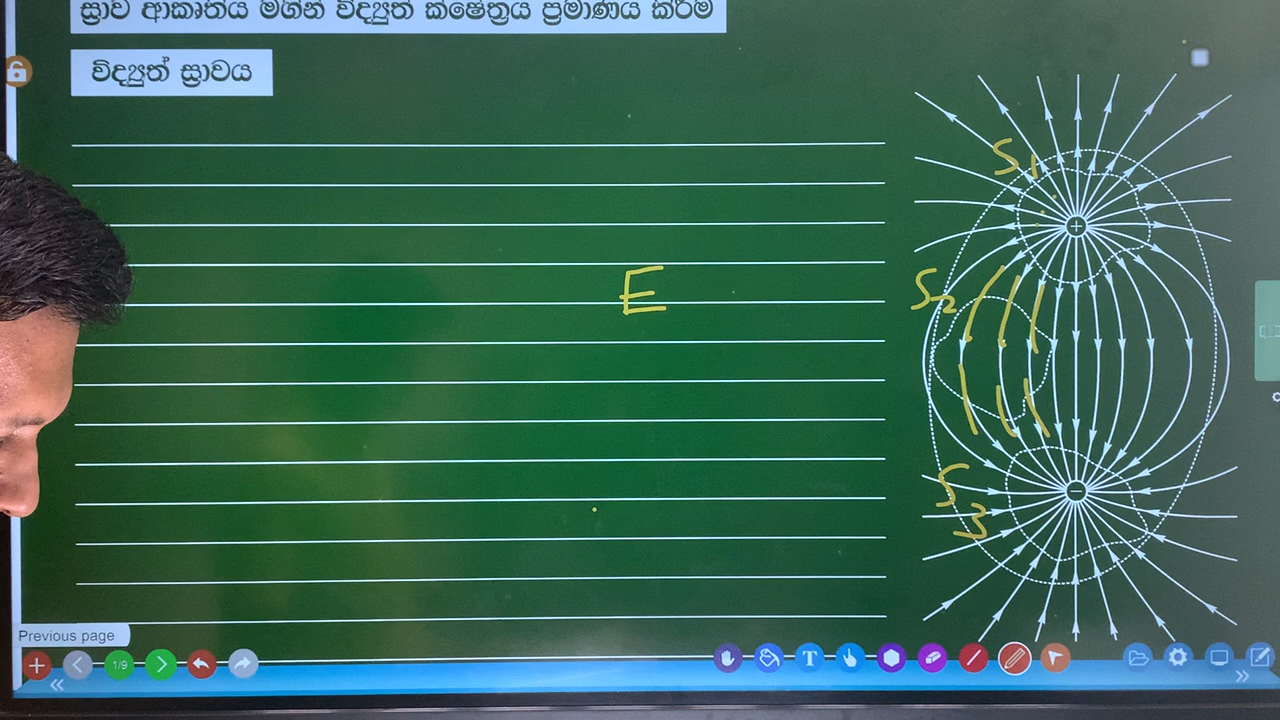 ස්‍රාව ආකෘතිය මගින් විද්‍යුත් ක්ෂේත්‍රය ප්‍රමාණය කිරීම
විද්‍යුත් ස්‍රාවය
S1
+
E
S2
S3
−
Previous page
1/9
T